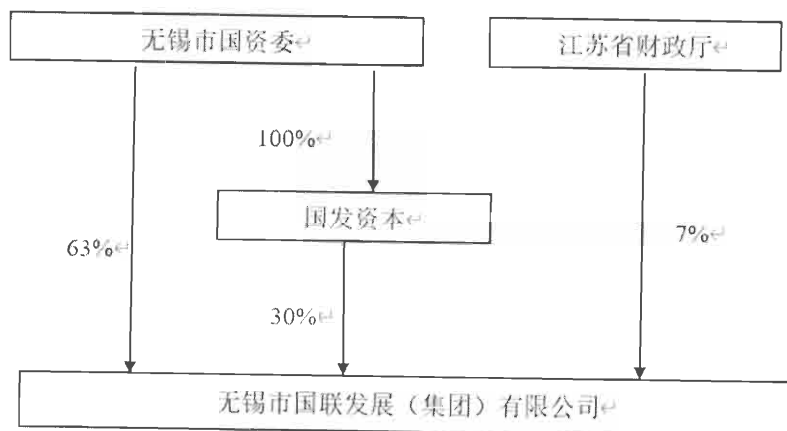 无锡市国资委
江苏省财政厅
100%
国发资本
63%
7%
30%
无锡市国联发展（集团）有限公司